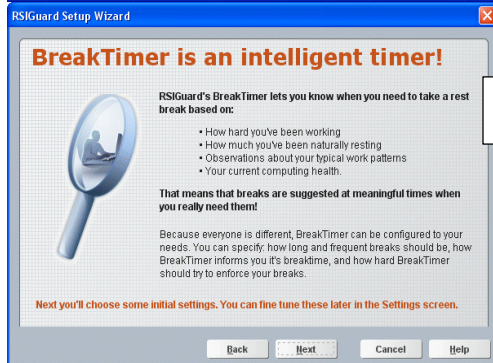 RSIGuard Setup Wizard
BreakTimer is an intelligent timer!
RSIGuard's BreakTimer lets you know when you need to take a rest
break based on:
• How hard you've been working
• How much you've been naturally resting
• Observations about your typical work patterns
• Your current computing health.
That means that breaks are suggested at meaningful times when
you really need them!
Because everyone is different, BreakTimer can be configured to your
needs. You can specify: how long and frequent breaks should be, how
BreakTimer informs you it's breaktime, and how hard BreakTimer
should try to enforce your breaks.
Next you'll choose some initial settings. You can fine tune these later in the Settings screen.
Back Next Cancel Help